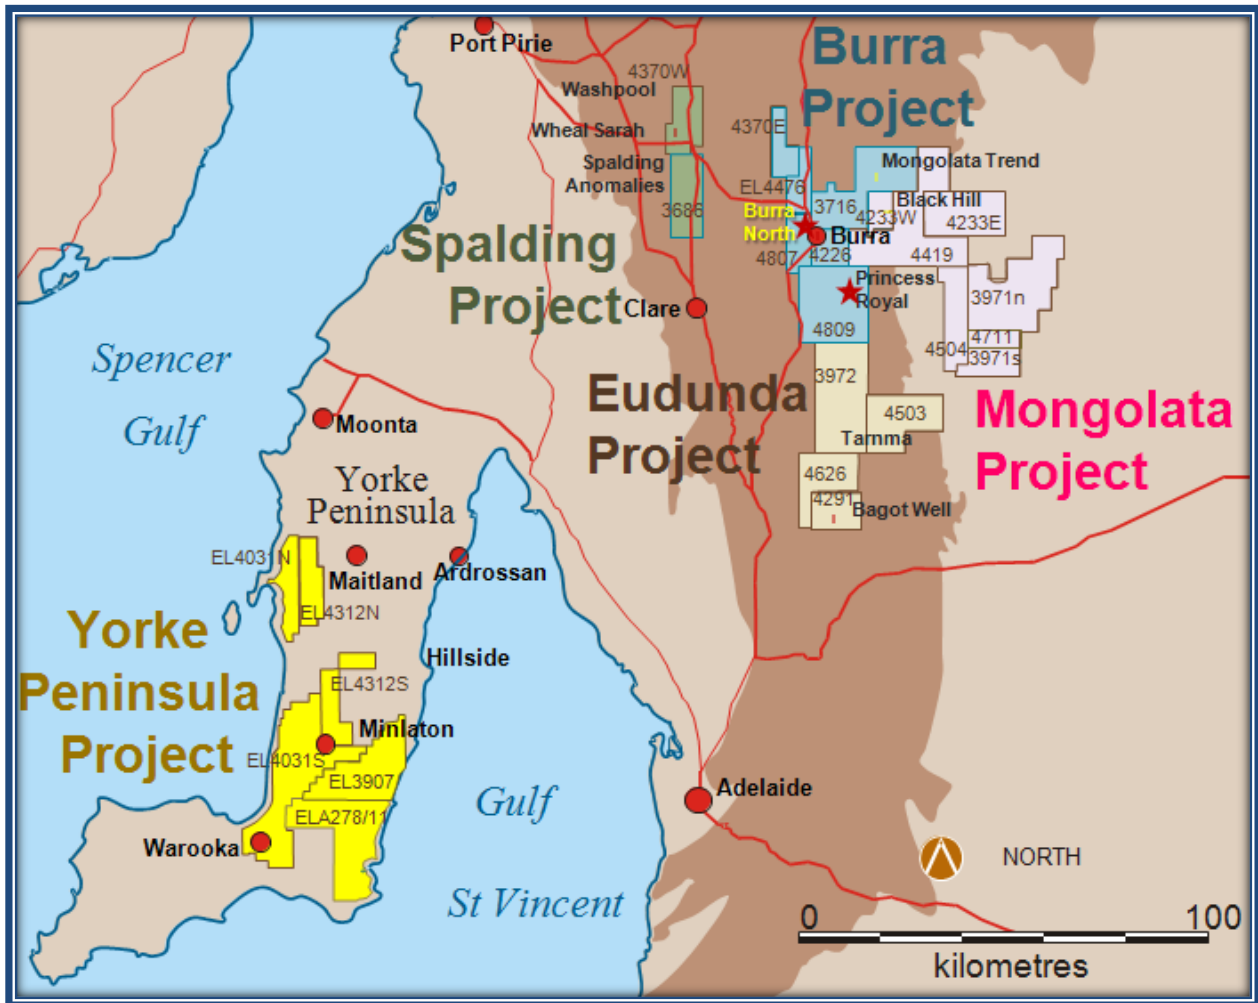 Port Pirie
Burra
Project
4370W
Washpool
Wheal Sarah
4370E
Spalding
Anomalies
Mongolata Trend
EL4476
3686
3716
Black Hill
4233W
4233E
Burra
North
Burra
4807
4226
4419
Spalding
Project
Princess
Royal
3971n
Clare
4809
4711
4504
3971s
Spencer
Gulf
3972
Eudunda
Project
4503
Mongolata
Project
Moonta
Tarnma
Yorke
Peninsula
4626
4291
Bagot Well
EL4031N
Maitland
Ardrossan
EL4312N
Yorke
Peninsula
Project
Hillside
EL4312S
Minlaton
EL4031S
EL3907
Adelaide
Gulf
St Vincent
ELA278/11
Warooka
NORTH
0
100
kilometres